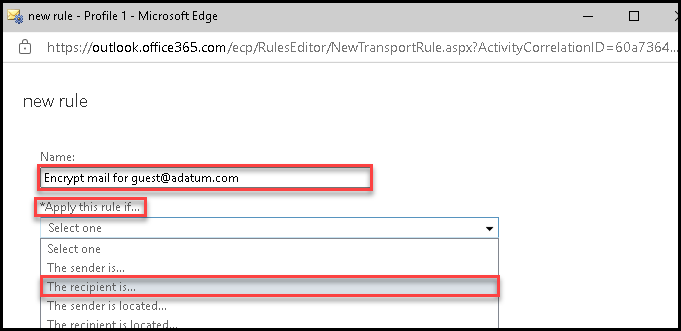 new rule - Profile 1 - Microsoft Edge
https://outlook.office365.com/ecp/RulesEditor/NewTransportRule.aspx?ActivityCorrelationID=60a7364...
new rule
Name:
Encrypt mail for guest@adatum.com
*Apply this rule if...
Select one
Select one
The sender is...
The recipient is...
The sender is located...
The recipient is located...